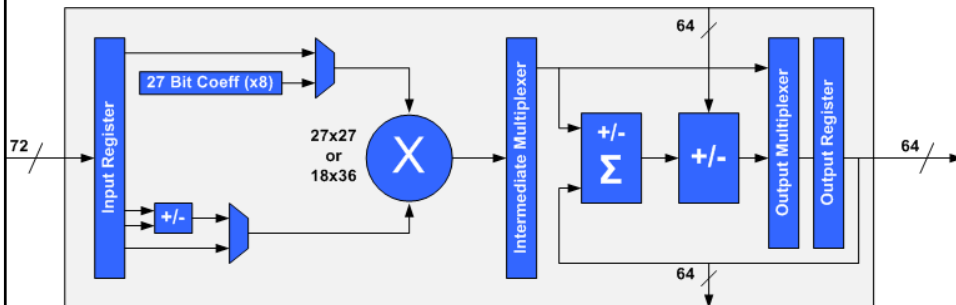 64
27 Bit Coeff (x8)
72
Input Register
27x27
or
18x36
X
+/-
Intermediate Multiplexer
+/-
Σ
+/-
Output Multiplexer
Output Register
64
64